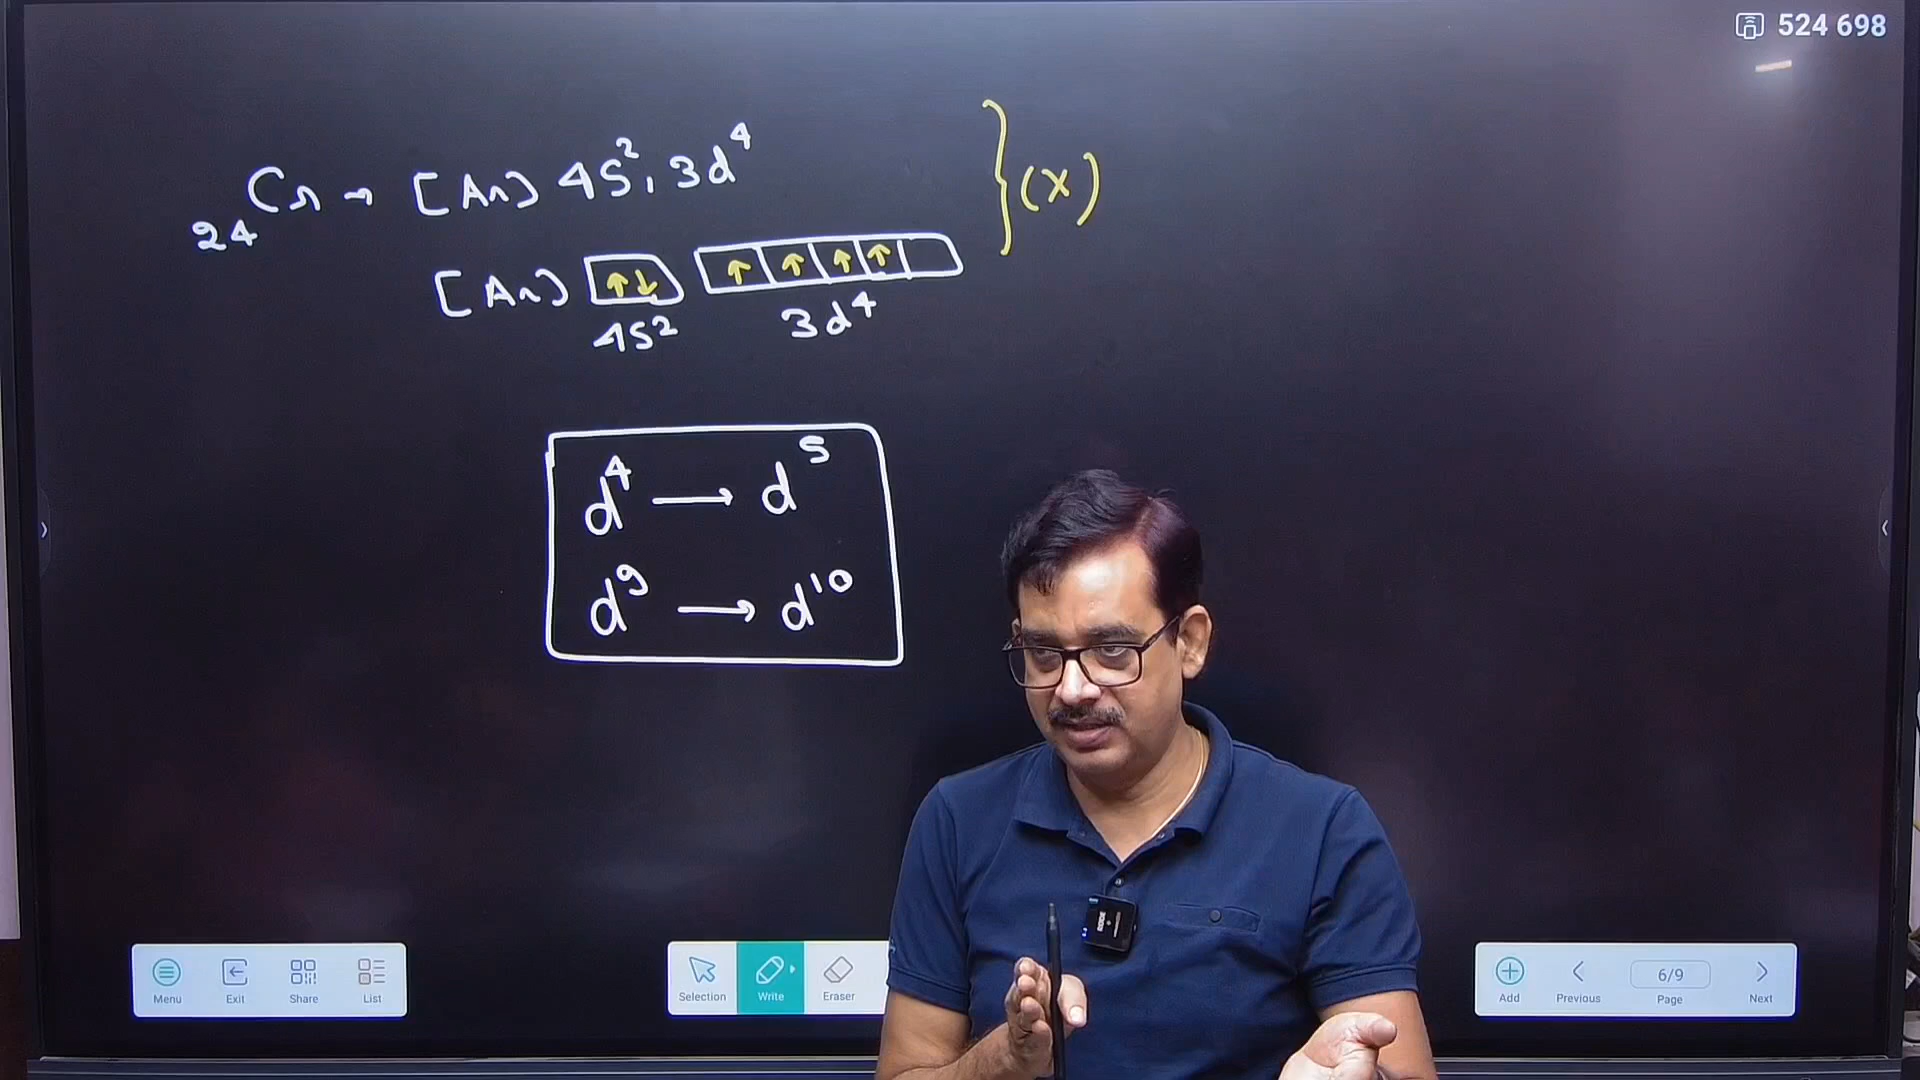 524 698
₂₄Cr → [Ar] 4s², 3d⁴
[Ar] ↑↓ ↑ ↑ ↑ ↑
4s² 3d⁴
} (x)
d⁴ → d⁵
d⁹ → d¹⁰
Menu Exit Share List
Selection Write Eraser
Add Previous 6/9 Page Next
RODE